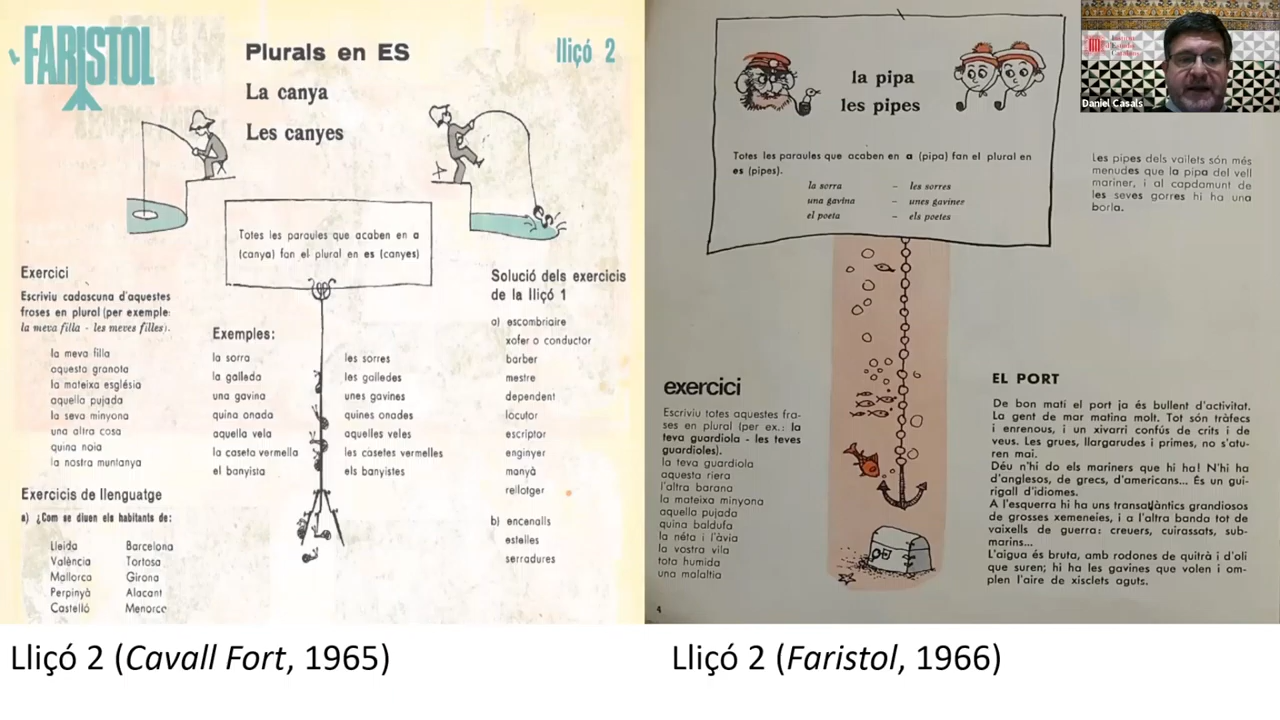 FARISTOL
Plurals en ES
lliçó 2
La canya
Les canyes
Totes les paraules que acaben en a
(canya) fan el plural en es (canyes)
Exercici
Escriviu cadascuna d'aquestes
froses en plural (per exemple:
la meva filla - les meves filles).
la meva filla
aquesta granota
la mateixa església
aquella pujada
la seva minyona
una altra cosa
quina noia
la nostra muntanya
Exercicis de llenguatge
a) ¿Com se diuen els habitants de:
Lleida Barcelona
València Tortosa
Mallorca Girona
Perpinyà Alacant
Castelló Menorca
Exemples:
la sorra les sorres
la galleda les galledes
una gavina unes gavines
quina onada quines onades
aquella vela aquelles veles
la caseta vermella les casetes vermelles
el banyista els banyistes
Solució dels exercicis
de la lliçó 1
a) escombriaire
xofer o conductor
barber
mestre
dependent
locutor
escriptor
enginyer
manyà
rellotger
b) encenalls
estelles
serradures
Lliçó 2 (Cavall Fort, 1965)
la pipa
les pipes
Totes les paraules que acaben en a (pipa) fan el plural en
es (pipes).
la sorra – les sorres
una gavina – unes gavines
el poeta – els poetes
Les pipes dels vailets són més
menudes que la pipa del vell
mariner, i al capdamunt de
les seves gorres hi ha una
borla.
exercici
Escriviu totes aquestes fra-
ses en plural (per ex.: la
teva guardiola - les teves
guardioles).
la teva guardiola
aquesta riera
l'altra barana
la mateixa minyona
aquella pujada
quina baldufa
la néta i l'àvia
la vostra vila
tota humida
una malaltia
4
EL PORT
De bon matí el port ja és bullent d'activitat.
La gent de mar matina molt. Tot són tràfecs
i enrenous, i un xivarri confús de crits i de
veus. Les grues, llargarudes i primes, no s'atu-
ren mai.
Déu n'hi do els mariners que hi ha! N'hi ha
d'anglesos, de grecs, d'americans... És un gui-
rigall d'idiomes.
A l'esquerra hi ha uns transatlàntics grandiosos
de grosses xemeneies, i a l'altra banda tot de
vaixells de guerra: creuers, cuirassats, sub-
marins...
L'aigua és bruta, amb rodones de quitrà i d'oli
que suren; hi ha les gavines que volen i om-
plen l'aire de xisclets aguts.
Lliçó 2 (Faristol, 1966)
Institut
d'Estudis
Catalans
Daniel Casals